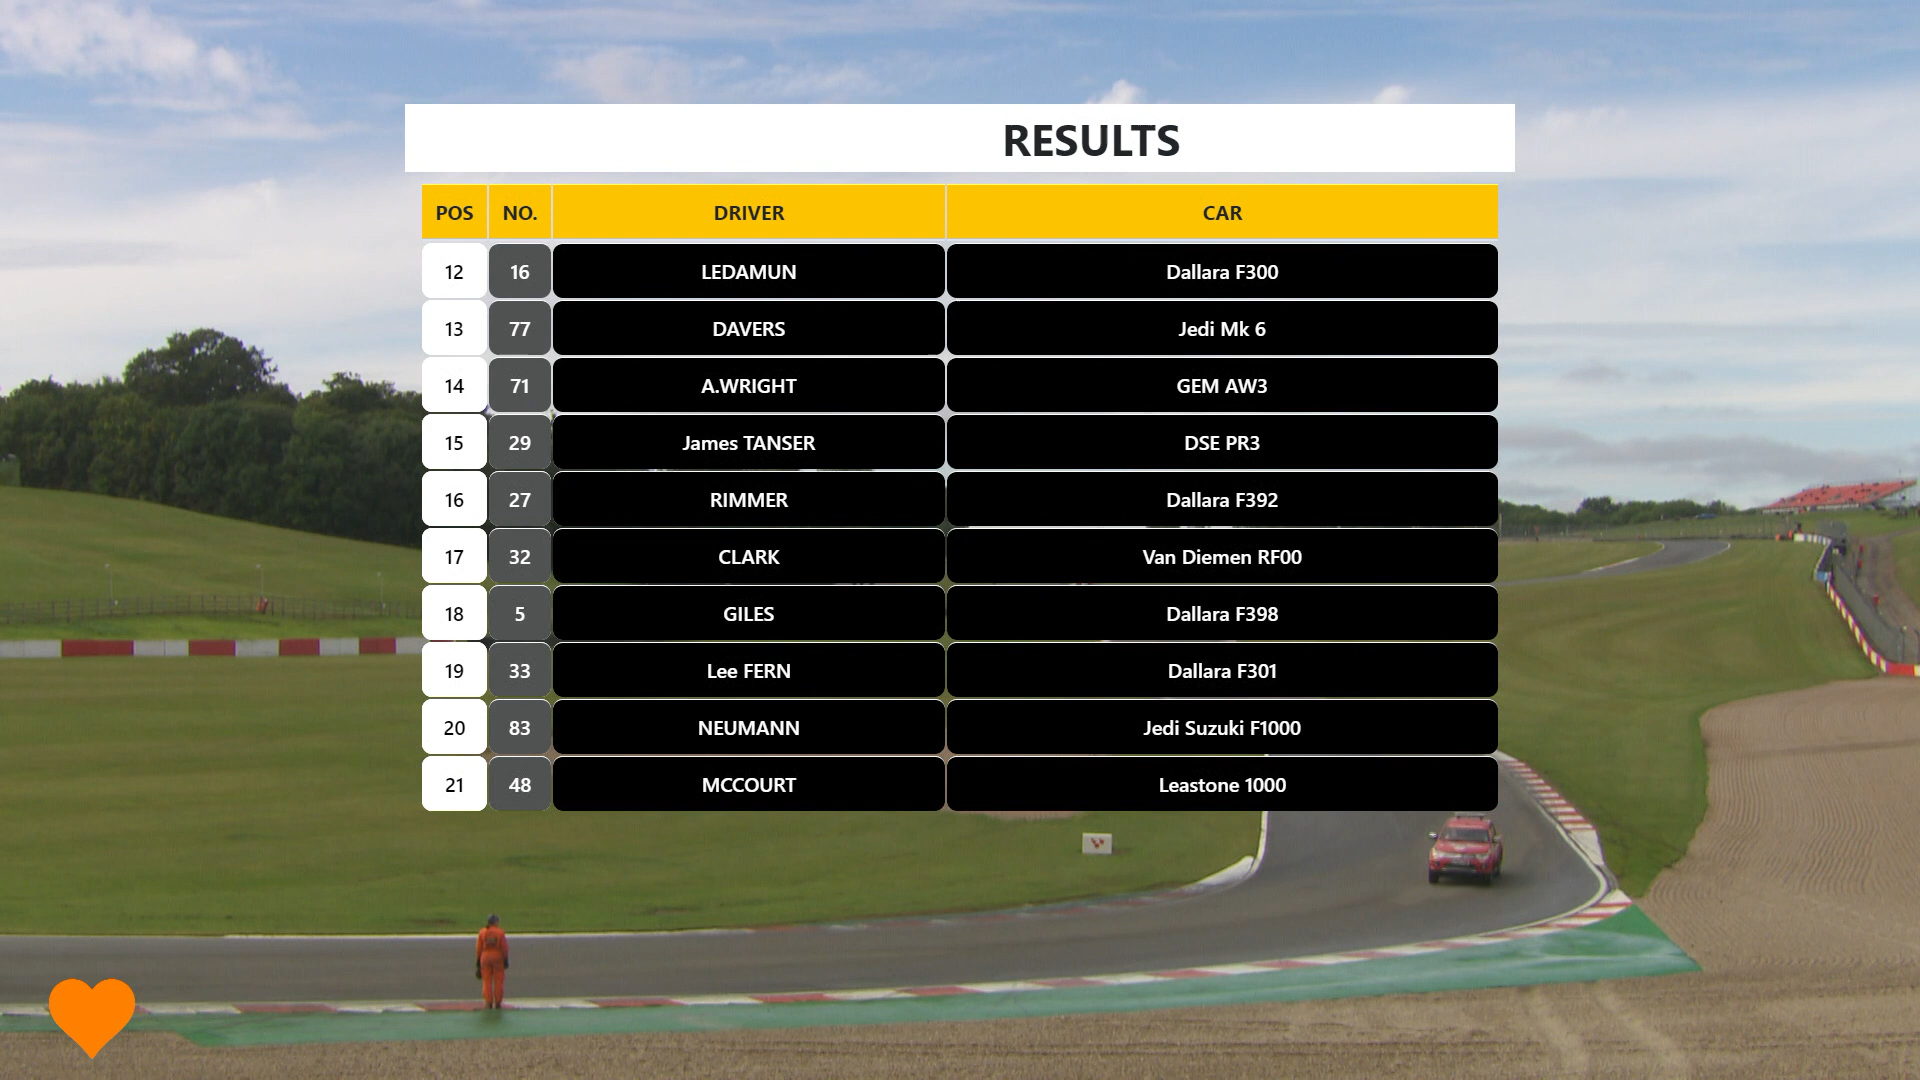 RESULTS
POS NO. DRIVER CAR
12 16 LEDAMUN Dallara F300
13 77 DAVERS Jedi Mk 6
14 71 A.WRIGHT GEM AW3
15 29 James TANSER DSE PR3
16 27 RIMMER Dallara F392
17 32 CLARK Van Diemen RF00
18 5 GILES Dallara F398
19 33 Lee FERN Dallara F301
20 83 NEUMANN Jedi Suzuki F1000
21 48 MCCOURT Leastone 1000